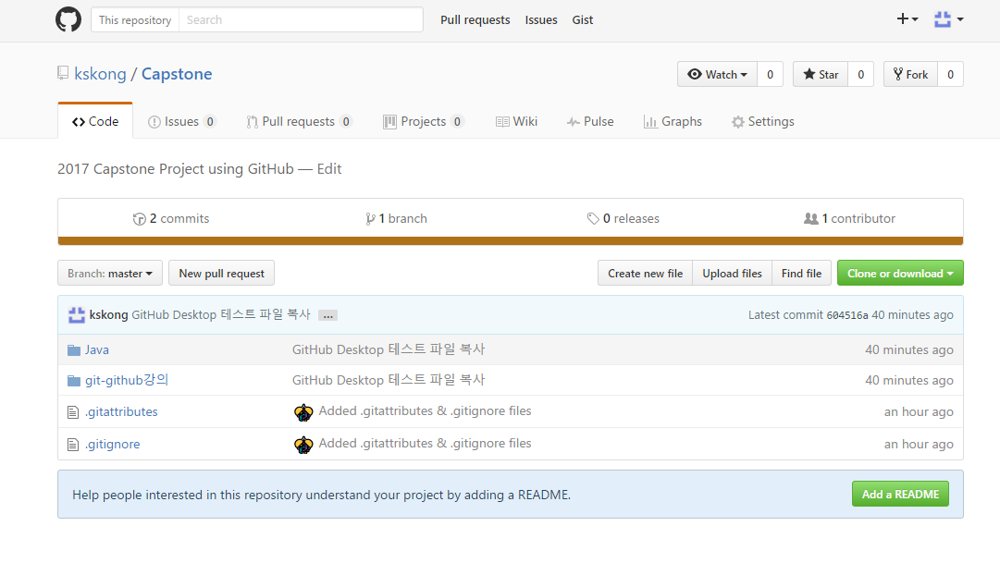 This repository Search Pull requests Issues Gist
kskong / Capstone Watch 0 Star 0 Fork 0
Code Issues 0 Pull requests 0 Projects 0 Wiki Pulse Graphs Settings
2017 Capstone Project using GitHub — Edit
2 commits 1 branch 0 releases 1 contributor
Branch: master New pull request Create new file Upload files Find file Clone or download
kskong GitHub Desktop 테스트 파일 복사 ... Latest commit 604516a 40 minutes ago
Java GitHub Desktop 테스트 파일 복사 40 minutes ago
git-github강의 GitHub Desktop 테스트 파일 복사 40 minutes ago
.gitattributes Added .gitattributes & .gitignore files an hour ago
.gitignore Added .gitattributes & .gitignore files an hour ago
Help people interested in this repository understand your project by adding a README. Add a README